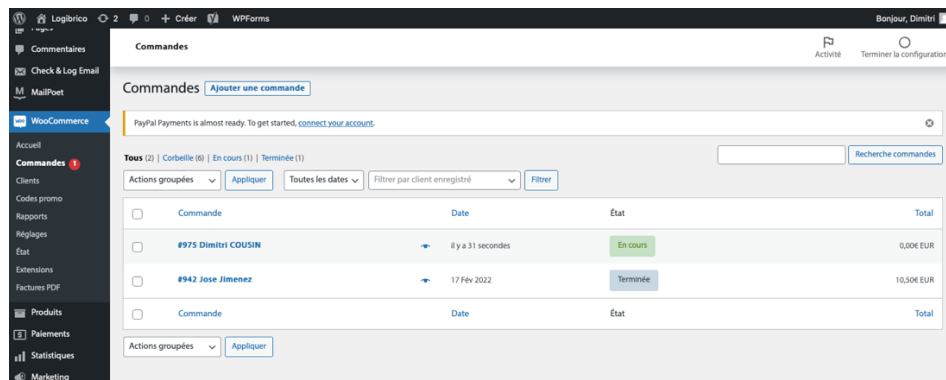 Logibrico 2 0 + Créer WPForms Bonjour, Dimitri
Pages
Commentaires
Check & Log Email
MailPoet
WooCommerce
Accueil
Commandes 1
Clients
Codes promo
Rapports
Réglages
État
Extensions
Factures PDF
Produits
Paiements
Statistiques
Marketing
Commandes
Activité
Terminer la configuration
Commandes Ajouter une commande
PayPal Payments is almost ready. To get started, connect your account.
Tous (2) | Corbeille (6) | En cours (1) | Terminée (1)
Recherche commandes
Actions groupées Appliquer Toutes les dates Filtrer par client enregistré Filtrer
Commande Date État Total
#975 Dimitri COUSIN il y a 31 secondes En cours 0,00€ EUR
#942 Jose Jimenez 17 Fév 2022 Terminée 10,50€ EUR
Commande Date État Total
Actions groupées Appliquer